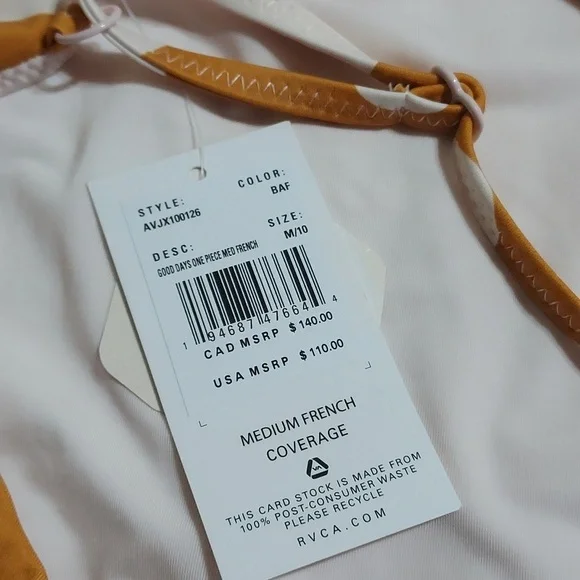 STYLE: COLOR:
AVJX100126 BAF
DESC: SIZE:
GOOD DAYS ONE PIECE MED FRENCH M/10
1 94687 47664 4
CAD MSRP $ 140.00
USA MSRP $ 110.00
MEDIUM FRENCH
COVERAGE
VA
THIS CARD STOCK IS MADE FROM
100% POST-CONSUMER WASTE
PLEASE RECYCLE
RVCA.COM